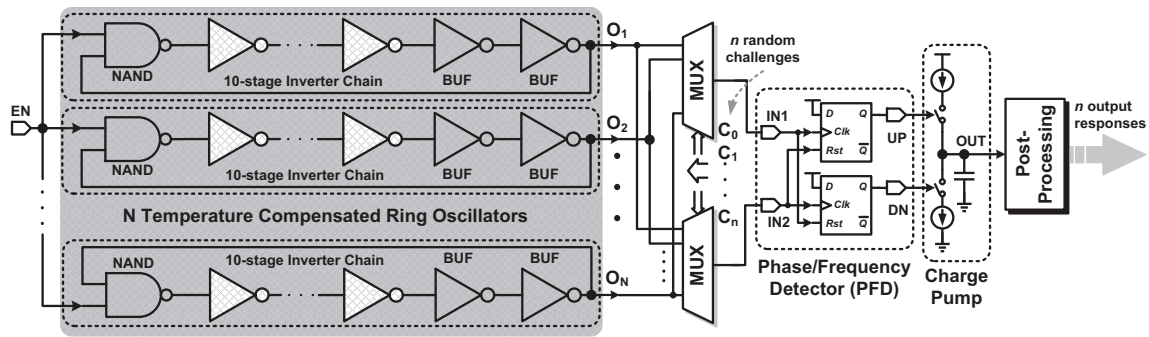 EN
NAND
10-stage Inverter Chain
BUF
BUF
O1
NAND
10-stage Inverter Chain
BUF
BUF
O2
N Temperature Compensated Ring Oscillators
NAND
10-stage Inverter Chain
BUF
BUF
ON
MUX
MUX
n random
challenges
C0
C1
Cn
IN1
IN2
D
Q
Clk
Rst
Q
D
Q
Clk
Rst
Q
UP
DN
Phase/Frequency
Detector (PFD)
OUT
Charge
Pump
Post-
Processing
n output
responses